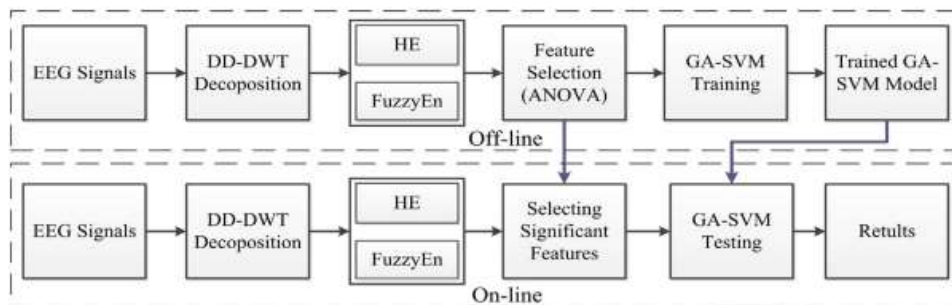 EEG Signals
DD-DWT
Decoposition
HE
FuzzyEn
Feature
Selection
(ANOVA)
GA-SVM
Training
Trained GA-
SVM Model
Off-line
EEG Signals
DD-DWT
Decoposition
HE
FuzzyEn
Selecting
Significant
Features
GA-SVM
Testing
Retults
On-line